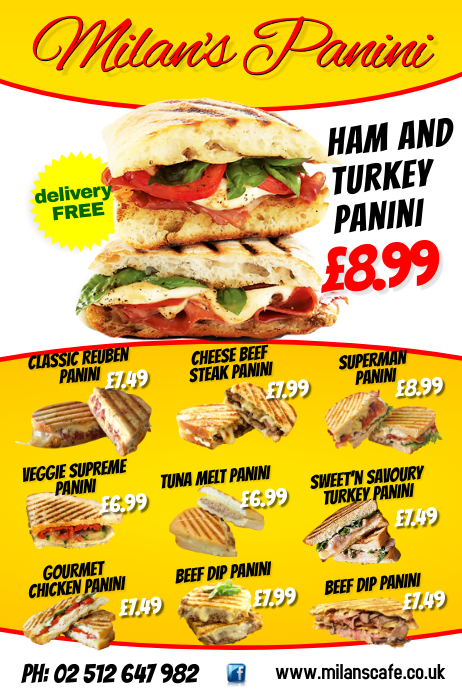 Milan's Panini
delivery
FREE
HAM AND
TURKEY
PANINI
£8.99
CLASSIC REUBEN
PANINI
£7.49
CHEESE BEEF
STEAK PANINI
£7.99
SUPERMAN
PANINI
£8.99
VEGGIE SUPREME
PANINI
£6.99
TUNA MELT PANINI
£6.99
SWEET'N SAVOURY
TURKEY PANINI
£7.49
GOURMET
CHICKEN PANINI
£7.49
BEEF DIP PANINI
£7.99
BEEF DIP PANINI
£7.49
PH: 02 512 647 982
f
www.milanscafe.co.uk